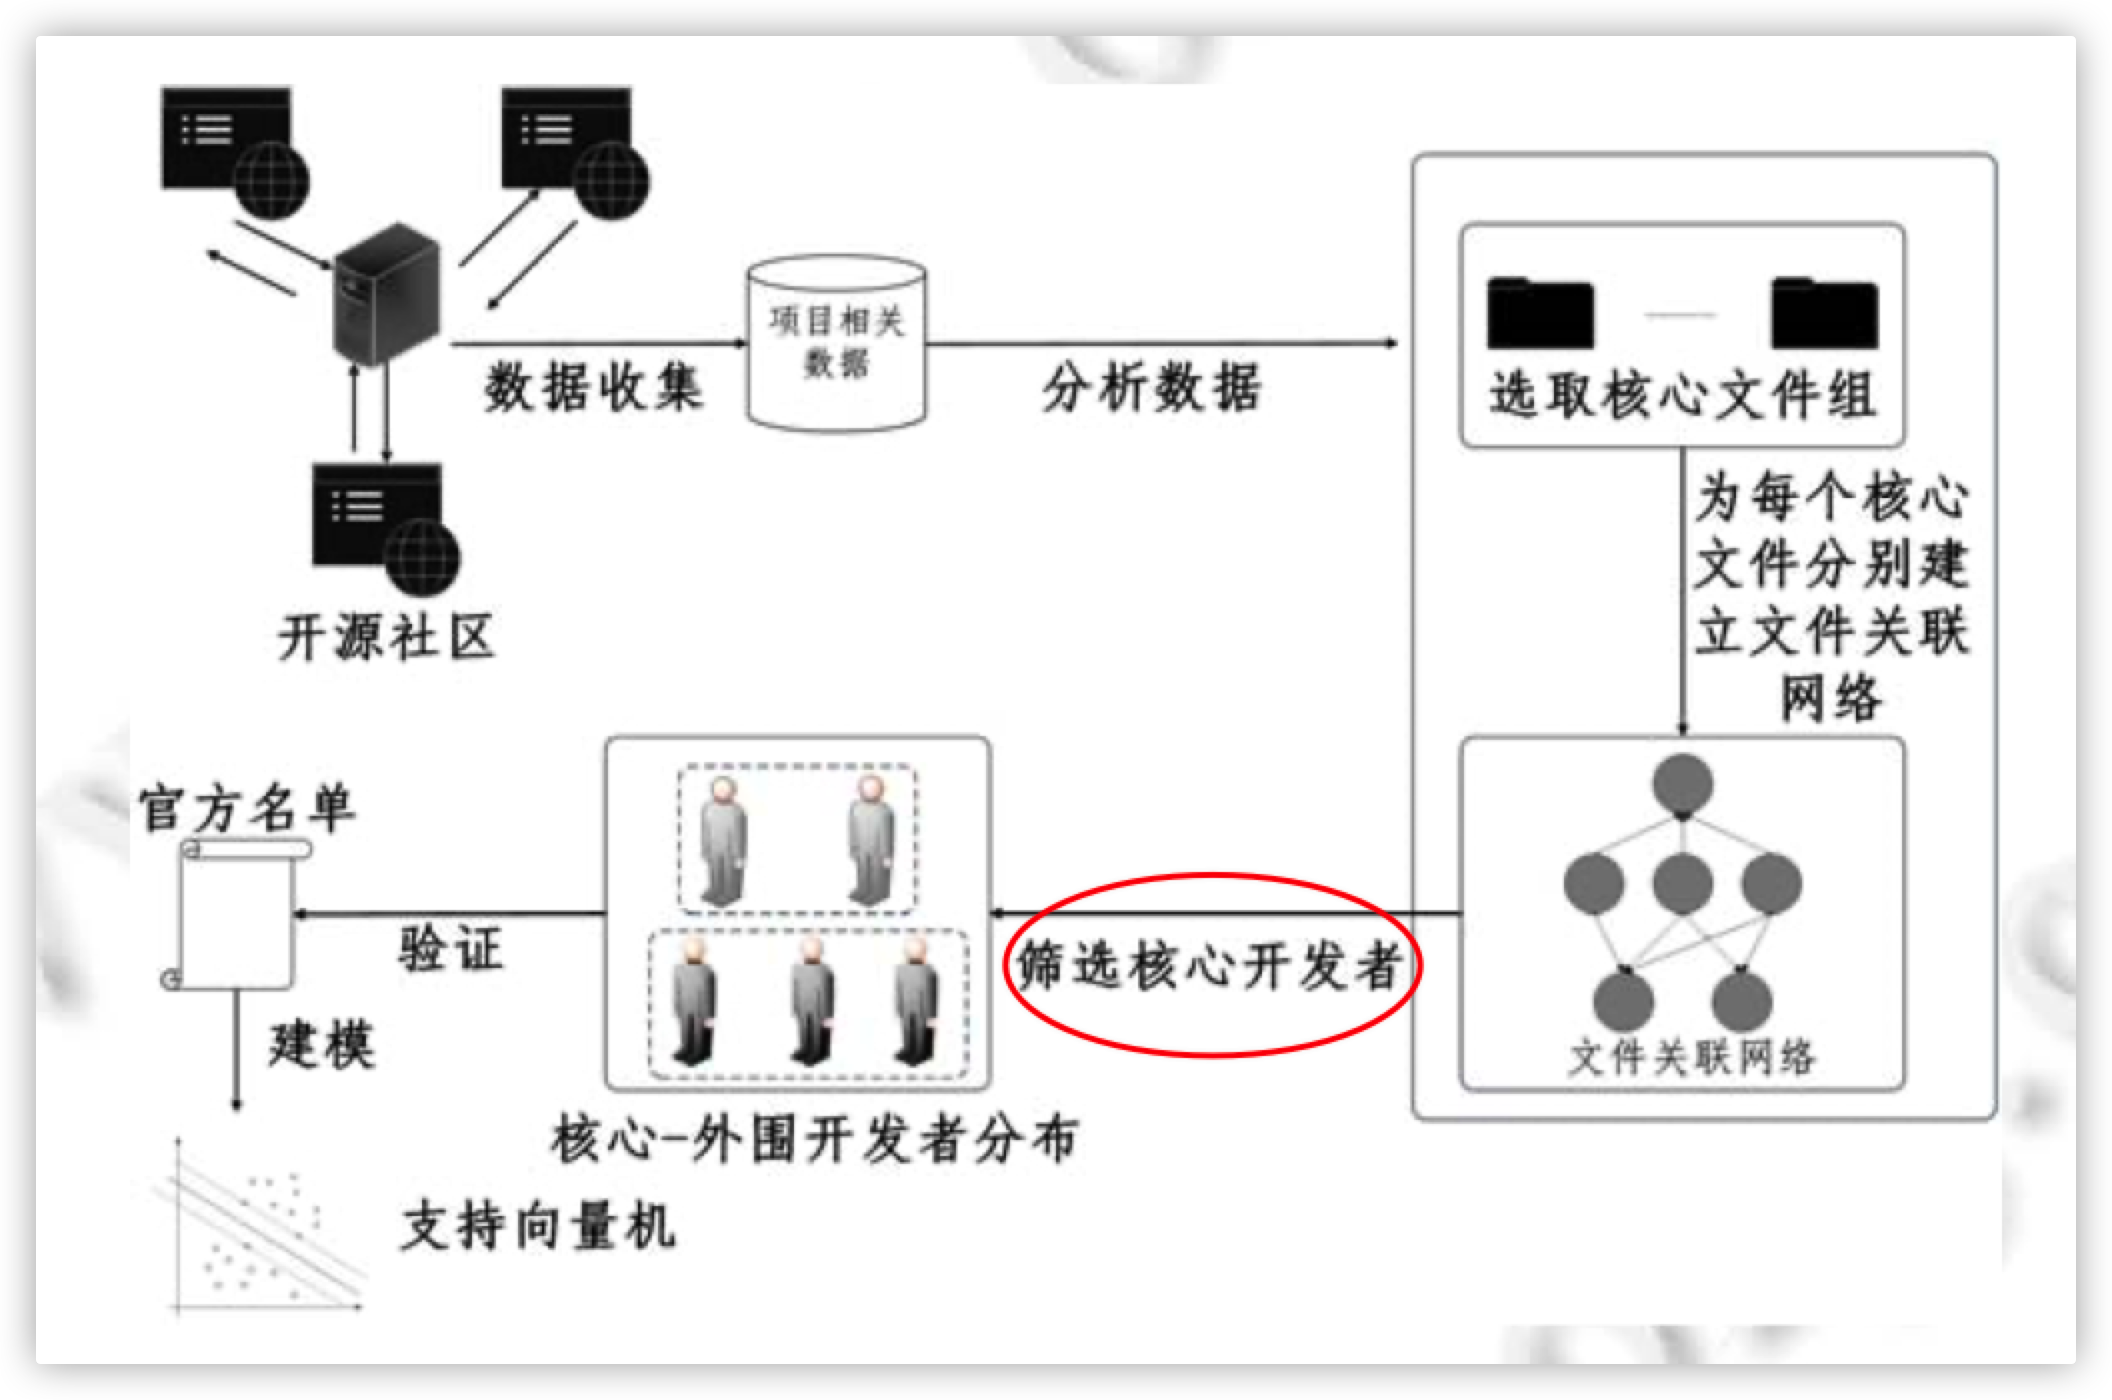 开源社区
数据收集
项目相关
数据
分析数据
选取核心文件组
为每个核心
文件分别建
立文件关联
网络
文件关联网络
筛选核心开发者
核心-外围开发者分布
验证
官方名单
建模
支持向量机